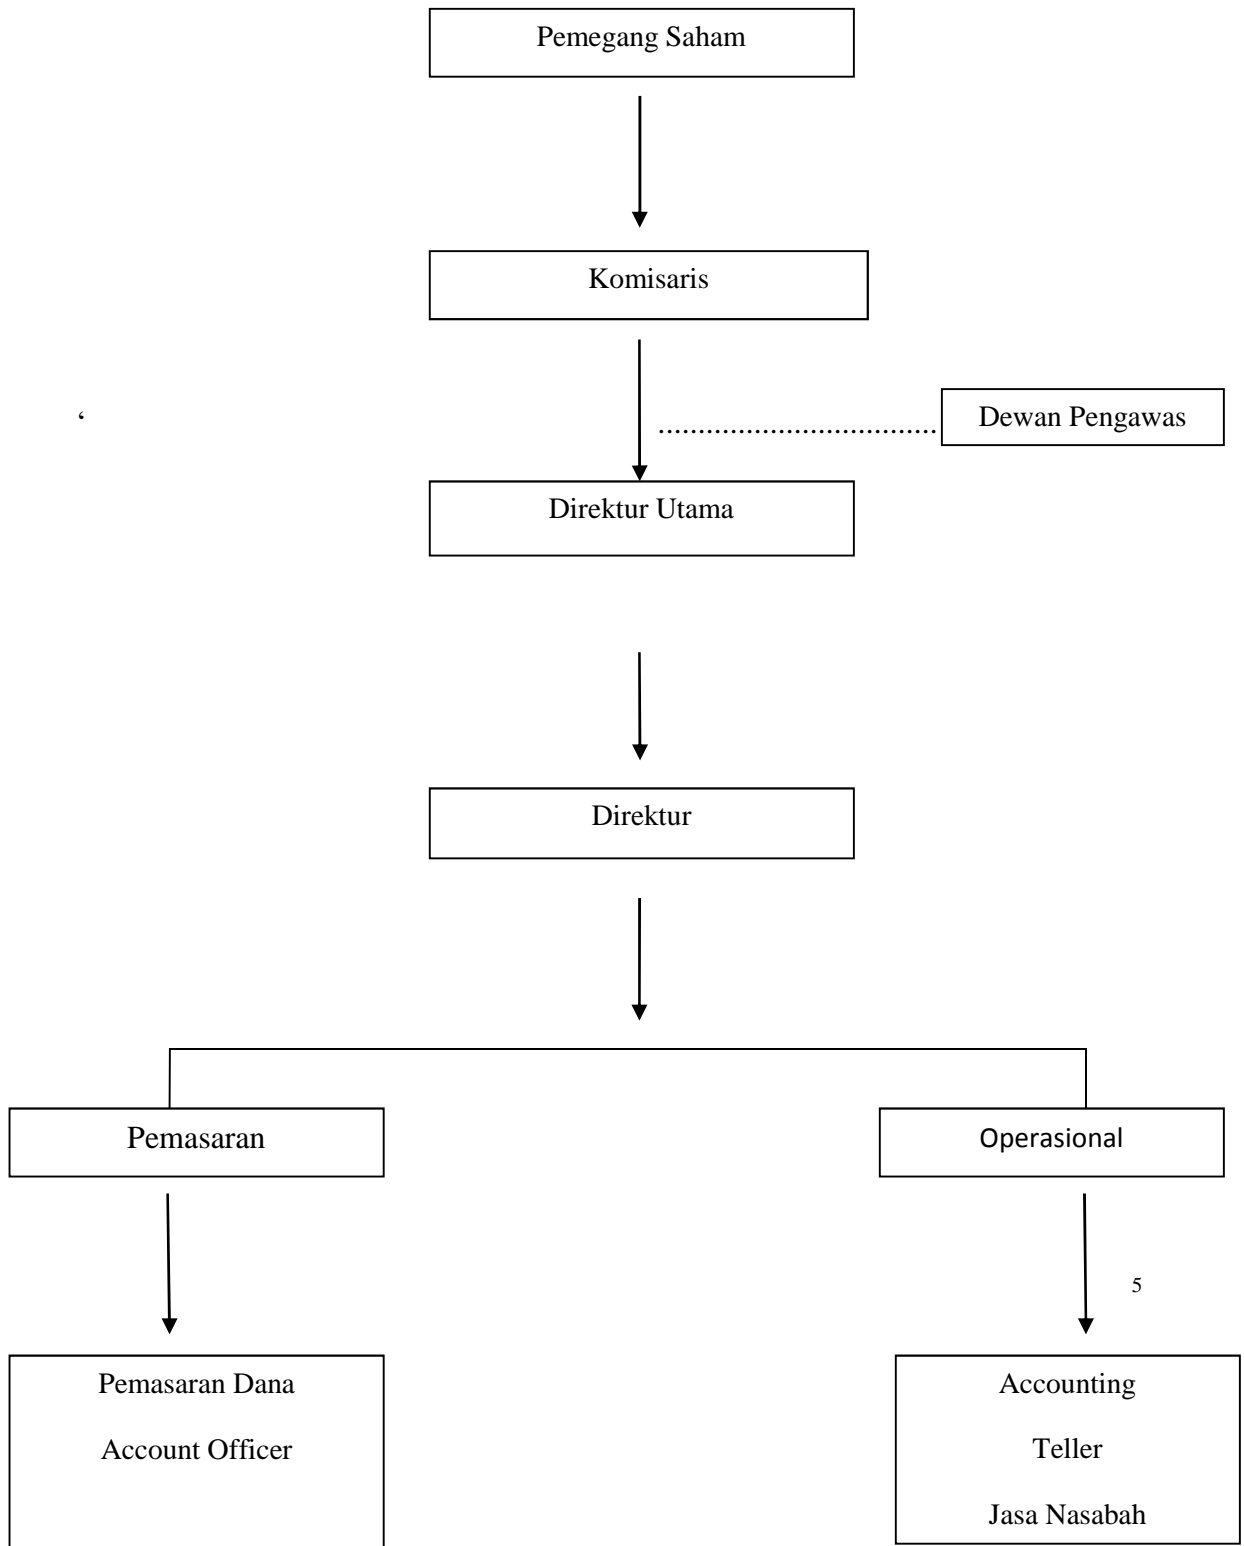 Pemegang Saham
Komisaris
‘
Dewan Pengawas
Direktur Utama
Direktur
Pemasaran
Operasional
5
Pemasaran Dana
Account Officer
Accounting
Teller
Jasa Nasabah